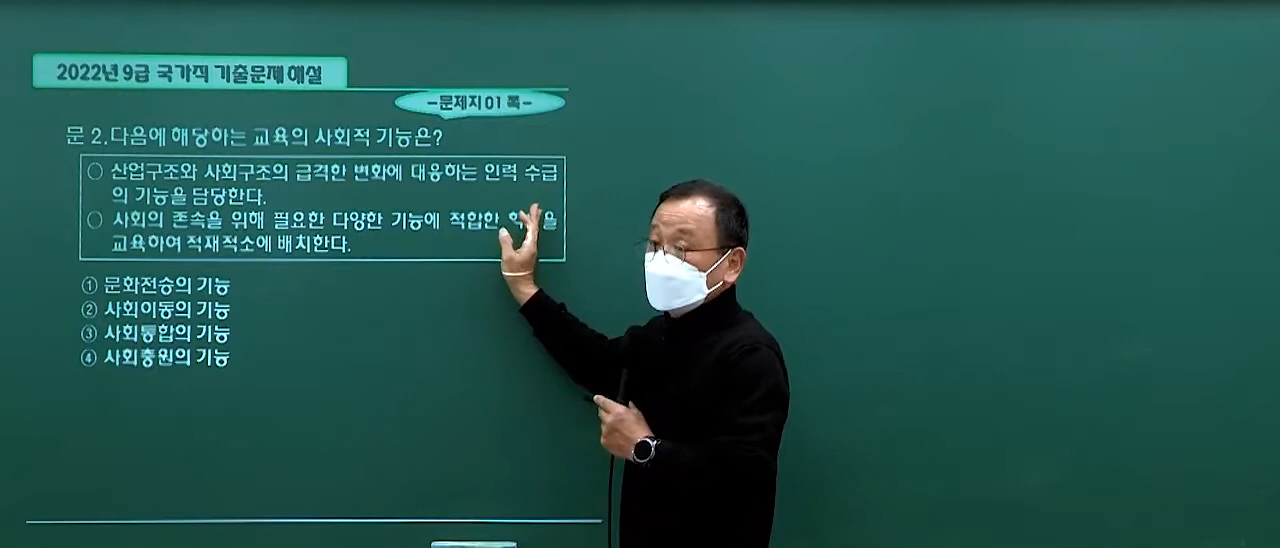 2022년 9급 국가직 기출문제 해설
-문제지 01 쪽-
문 2.다음에 해당하는 교육의 사회적 기능은?
○ 산업구조와 사회구조의 급격한 변화에 대응하는 인력 수급
의 기능을 담당한다.
○ 사회의 존속을 위해 필요한 다양한 기능에 적합한
교육하여 적재적소에 배치한다.
① 문화전승의 기능
② 사회이동의 기능
③ 사회통합의 기능
④ 사회충원의 기능